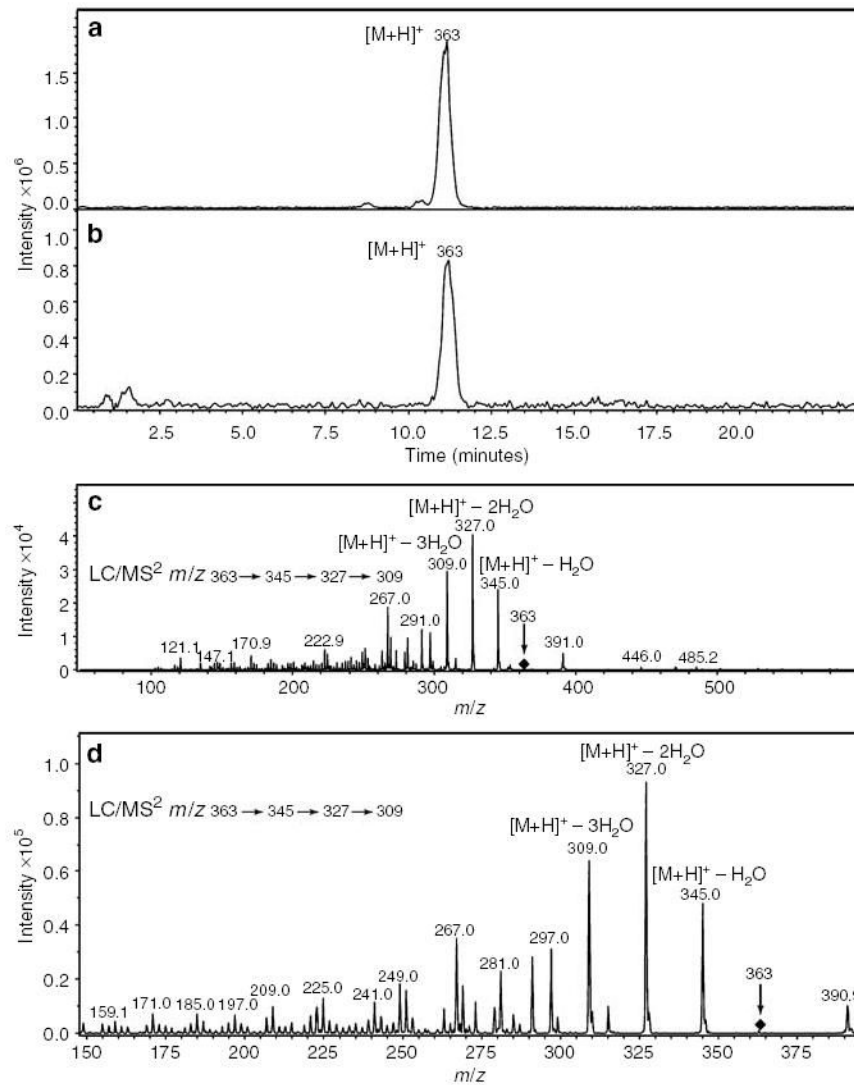 a
[M+H]+ 363
1.5
1.0
0.5
0.0
b
[M+H]+ 363
1.0
0.8
0.6
0.4
0.2
0.0
Intensity ×10⁶
2.5 5.0 7.5 10.0 12.5 15.0 17.5 20.0
Time (minutes)
c
[M+H]+ – 2H₂O
327.0
[M+H]+ – 3H₂O
309.0
[M+H]+ – H₂O
345.0
LC/MS² m/z 363 → 345 → 327 → 309
267.0
291.0
363
121.1
147.1
170.9
222.9
391.0
446.0
485.2
4
3
2
1
0
Intensity ×10⁴
100 200 300 400 500
m/z
d
[M+H]+ – 2H₂O
327.0
LC/MS² m/z 363 → 345 → 327 → 309
[M+H]+ – 3H₂O
309.0
[M+H]+ – H₂O
345.0
267.0
297.0
281.0
363
249.0
241.0
225.0
209.0
197.0
185.0
171.0
159.1
1.0
0.8
0.6
0.4
0.2
0.0
Intensity ×10⁵
150 175 200 225 250 275 300 325 350 375
m/z